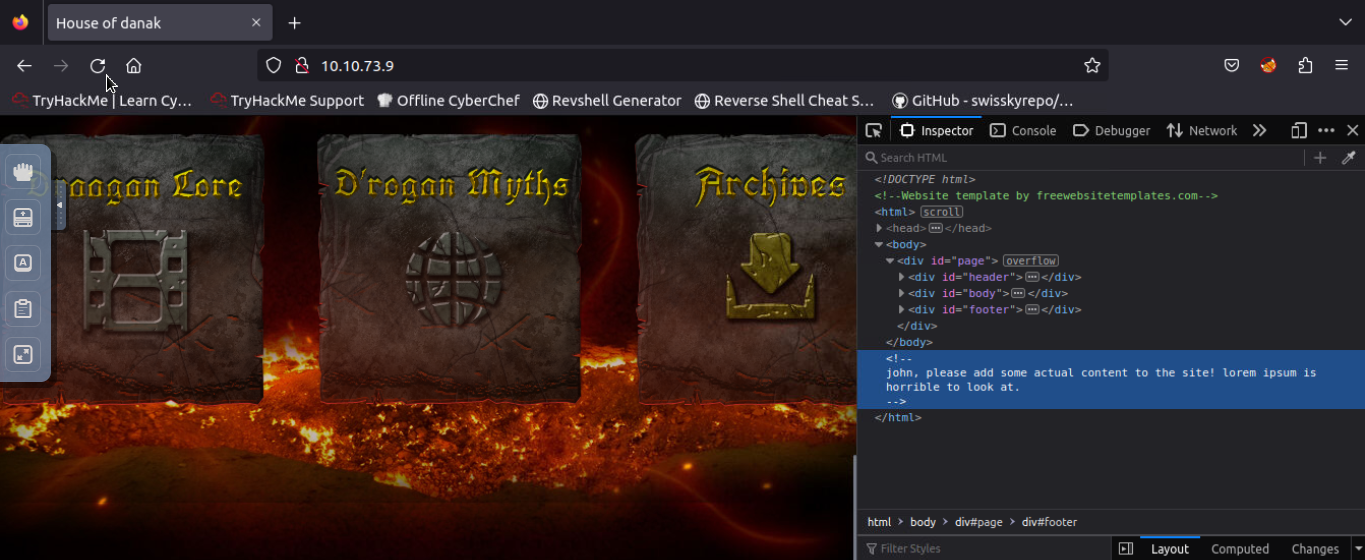 House of danak
10.10.73.9
TryHackMe | Learn Cy…
TryHackMe Support
Offline CyberChef
Revshell Generator
Reverse Shell Cheat S…
GitHub - swisskyrepo/…
Draagan Lore
D'rogan Myths
Archives
A
Inspector
Console
Debugger
Network
Search HTML
<!DOCTYPE html>
<!--Website template by freewebsitetemplates.com-->
<html> scroll
<head> ••• </head>
<body>
<div id="page"> overflow
<div id="header"> ••• </div>
<div id="body"> ••• </div>
<div id="footer"> ••• </div>
</div>
</body>
<!--
john, please add some actual content to the site! lorem ipsum is
horrible to look at.
-->
</html>
html > body > div#page > div#footer
Filter Styles
Layout
Computed
Changes